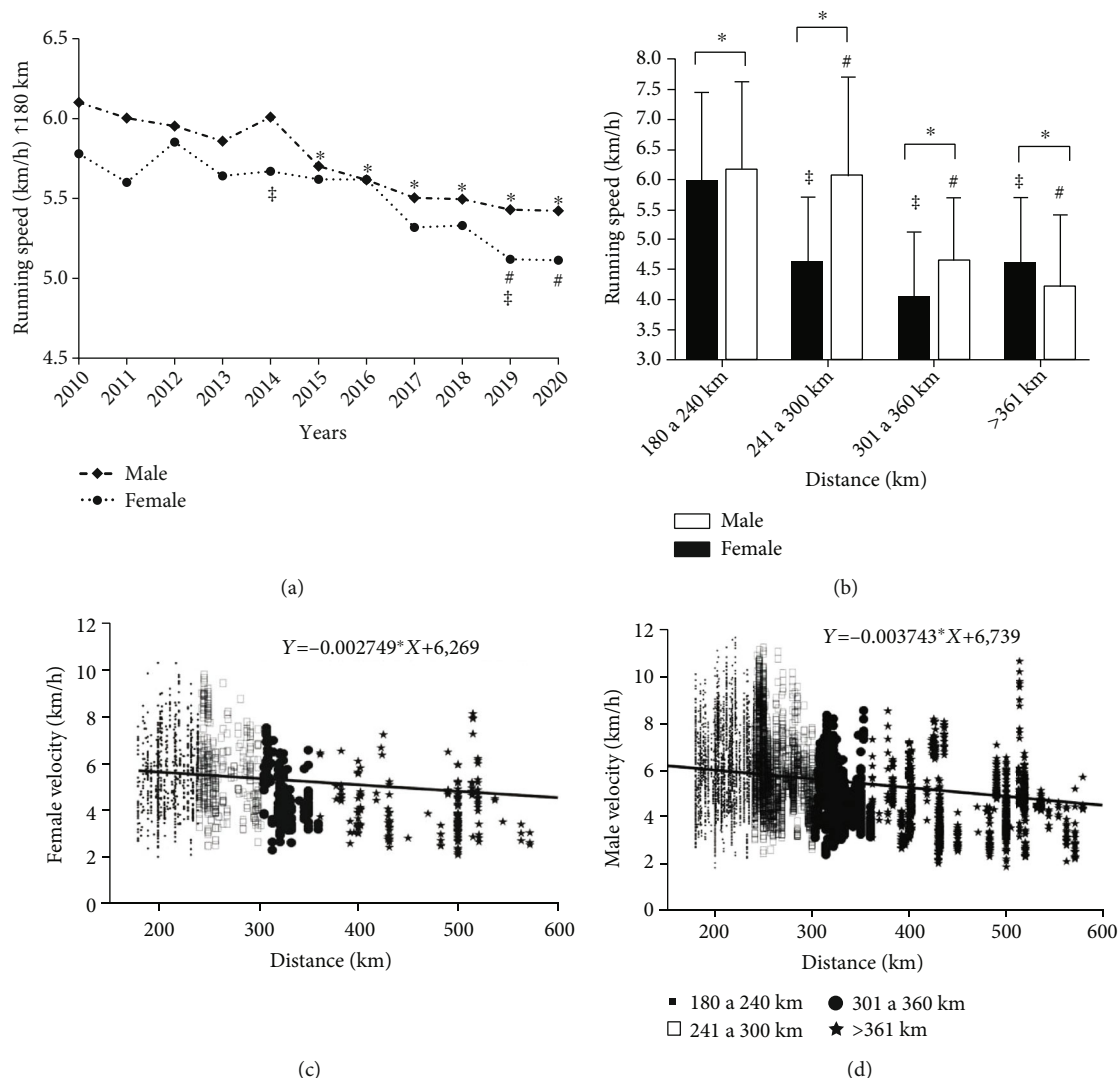 Running speed (km/h) ↑180 km
6.5
6.0
5.5
5.0
4.5
* * * * * *
‡
#
‡
#
2010 2011 2012 2013 2014 2015 2016 2017 2018 2019 2020
Years
Male
Female
(a)
Running speed (km/h)
8.0
7.5
7.0
6.5
6.0
5.5
5.0
4.5
4.0
3.0
*
*
#
‡
*
‡ #
*
‡ #
180 a 240 km 241 a 300 km 301 a 360 km >361 km
Distance (km)
Male
Female
(b)
Female velocity (km/h)
12
10
8
6
4
2
0
Y=–0.002749*X+6,269
200 300 400 500 600
Distance (km)
(c)
Male velocity (km/h)
12
10
8
6
4
2
0
Y=–0.003743*X+6,739
200 300 400 500 600
Distance (km)
180 a 240 km 301 a 360 km
241 a 300 km >361 km
(d)